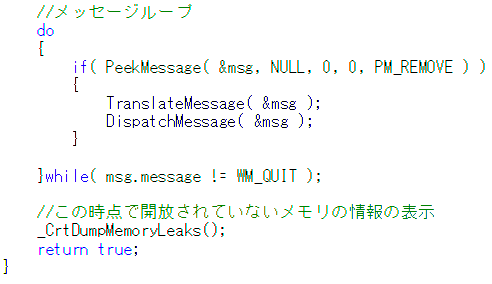 //メッセージループ
do
{
if( PeekMessage( &msg, NULL, 0, 0, PM_REMOVE ) )
{
TranslateMessage( &msg );
DispatchMessage( &msg );
}
}while( msg.message != WM_QUIT );
//この時点で開放されていないメモリの情報の表示
_CrtDumpMemoryLeaks();
return true;
}